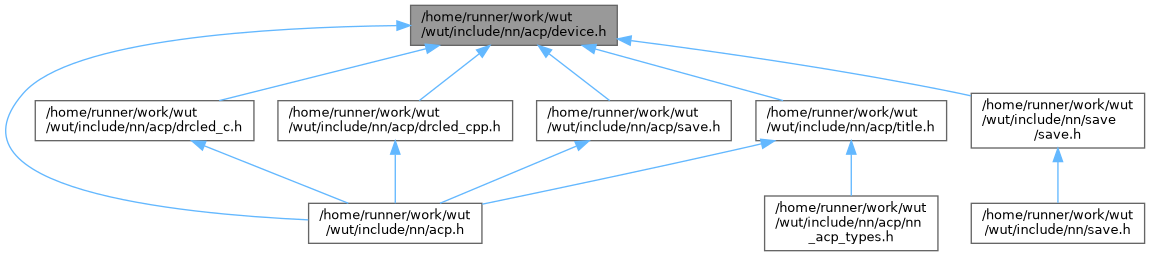 /home/runner/work/wut
/wut/include/nn/acp/device.h
/home/runner/work/wut
/wut/include/nn/acp/drcled_c.h
/home/runner/work/wut
/wut/include/nn/acp/drcled_cpp.h
/home/runner/work/wut
/wut/include/nn/acp/save.h
/home/runner/work/wut
/wut/include/nn/acp/title.h
/home/runner/work/wut
/wut/include/nn/save
/save.h
/home/runner/work/wut
/wut/include/nn/acp.h
/home/runner/work/wut
/wut/include/nn/acp/nn
_acp_types.h
/home/runner/work/wut
/wut/include/nn/save.h